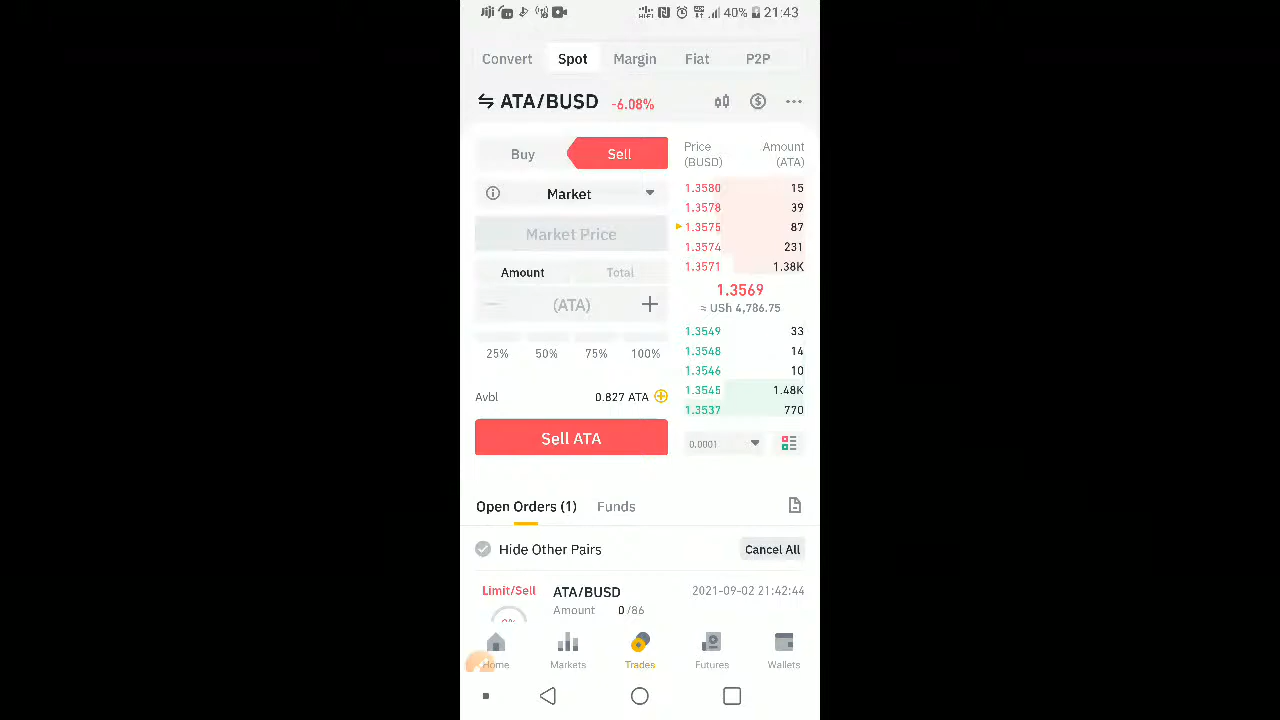 Jiji 40% 21:43
Convert Spot Margin Fiat P2P
ATA/BUSD -6.08%
Buy Sell
Market
Market Price
Amount Total
(ATA)
25% 50% 75% 100%
Avbl 0.827 ATA
Sell ATA
Price Amount
(BUSD) (ATA)
1.3580 15
1.3578 39
1.3575 87
1.3574 231
1.3571 1.38K
1.3569
≈ USh 4,786.75
1.3549 33
1.3548 14
1.3546 10
1.3545 1.48K
1.3537 770
0.0001
Open Orders (1) Funds
Hide Other Pairs Cancel All
Limit/Sell ATA/BUSD 2021-09-02 21:42:44
Amount 0 /86
Home Markets Trades Futures Wallets